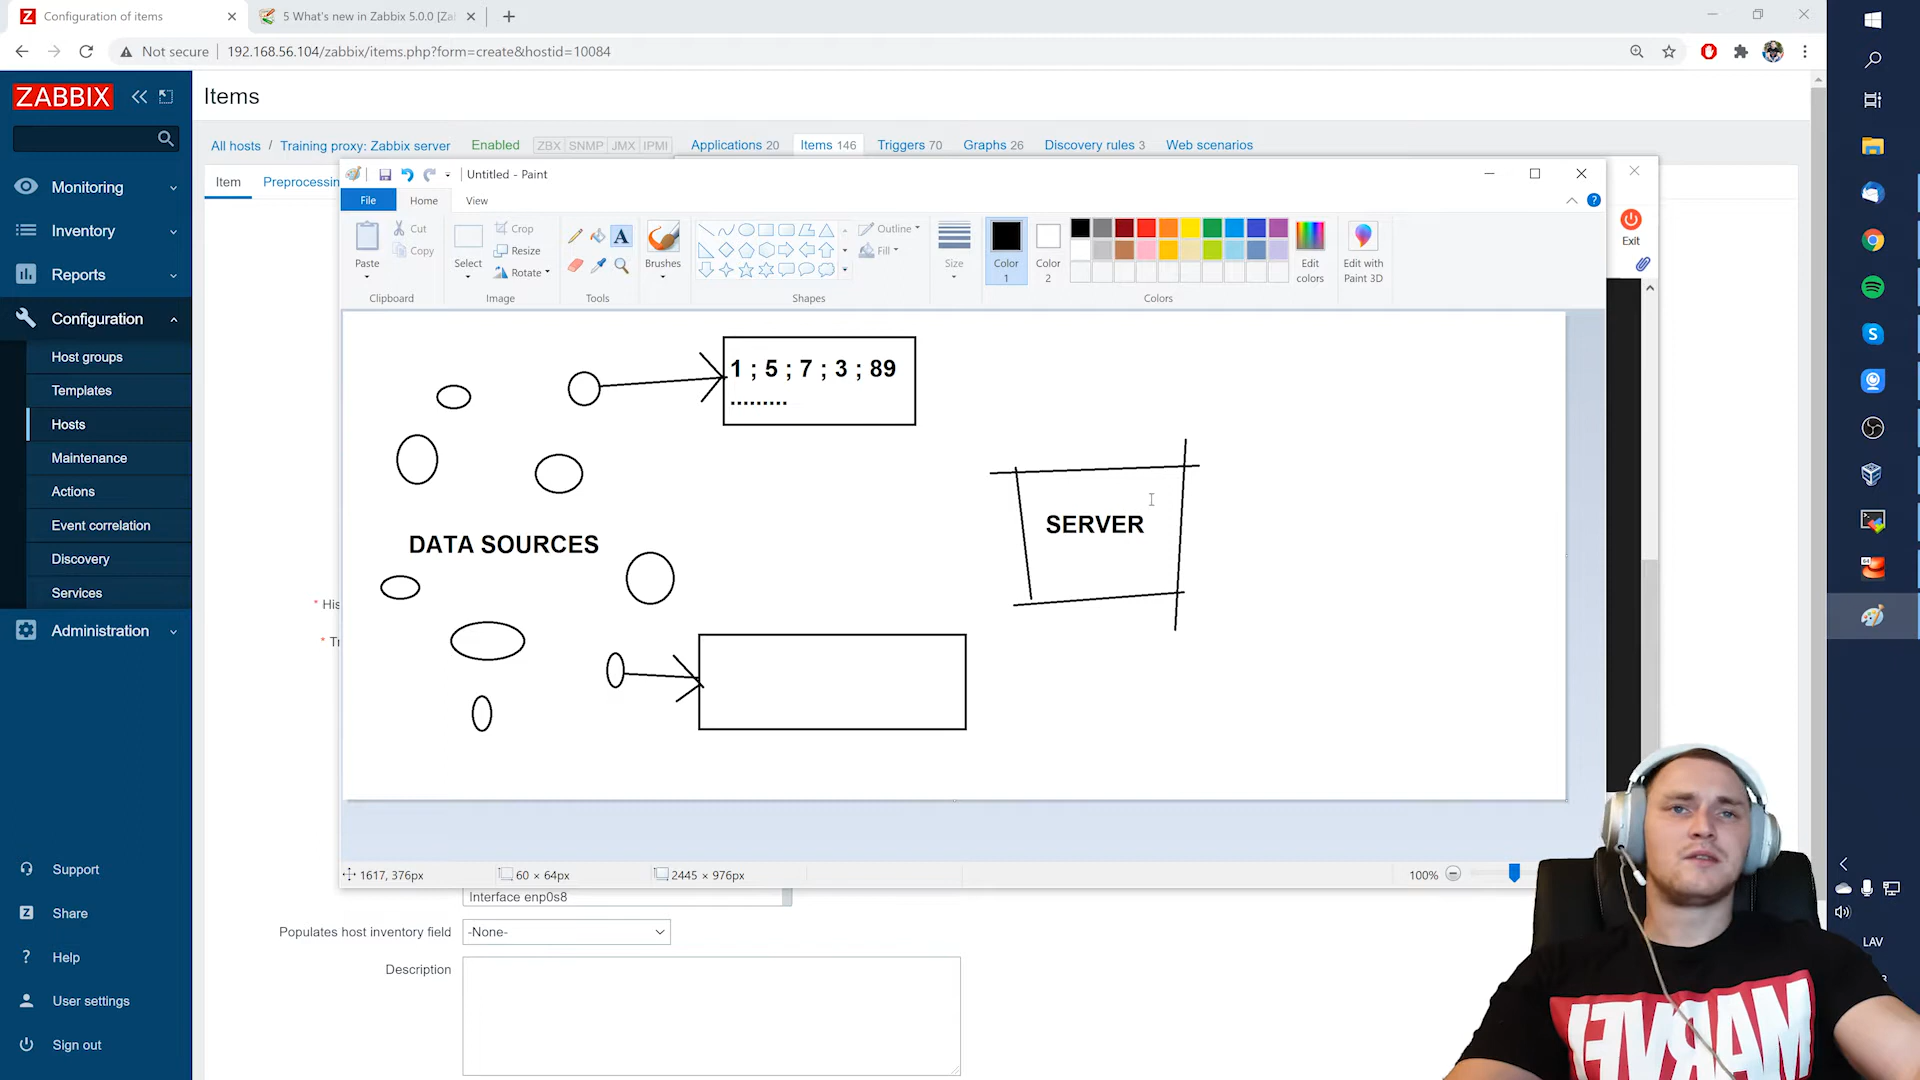 Configuration of items
5 What's new in Zabbix 5.0.0 [Za
Not secure
192.168.56.104/zabbix/items.php?form=create&hostid=10084
ZABBIX
Items
All hosts / Training proxy: Zabbix server
Enabled
ZBX SNMP JMX IPMI
Applications 20
Items 146
Triggers 70
Graphs 26
Discovery rules 3
Web scenarios
Item
Preprocessin
Monitoring
Inventory
Reports
Configuration
Host groups
Templates
Hosts
Maintenance
Actions
Event correlation
Discovery
Services
Administration
Support
Share
Help
User settings
Sign out
Untitled - Paint
File
Home
View
Paste
Cut
Copy
Clipboard
Select
Crop
Resize
Rotate
Image
Tools
Brushes
Outline
Fill
Shapes
Size
Color
1
Color
2
Edit
colors
Edit with
Paint 3D
Colors
Exit
1 ; 5 ; 7 ; 3 ; 89
.........
SERVER
DATA SOURCES
* His
* Tr
1617, 376px
60 × 64px
2445 × 976px
100%
Interface enp0s8
Populates host inventory field
-None-
Description
LAV
MARVEL